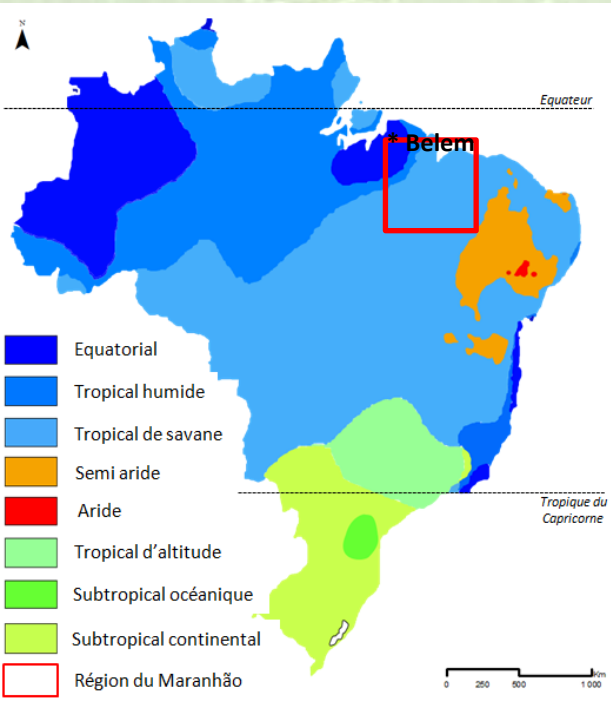 N
Equateur
* Belem
Equatorial
Tropical humide
Tropical de savane
Semi aride
Aride
Tropique du
Capricorne
Tropical d'altitude
Subtropical océanique
Subtropical continental
Région du Maranhão
Km
0 250 500 1 000